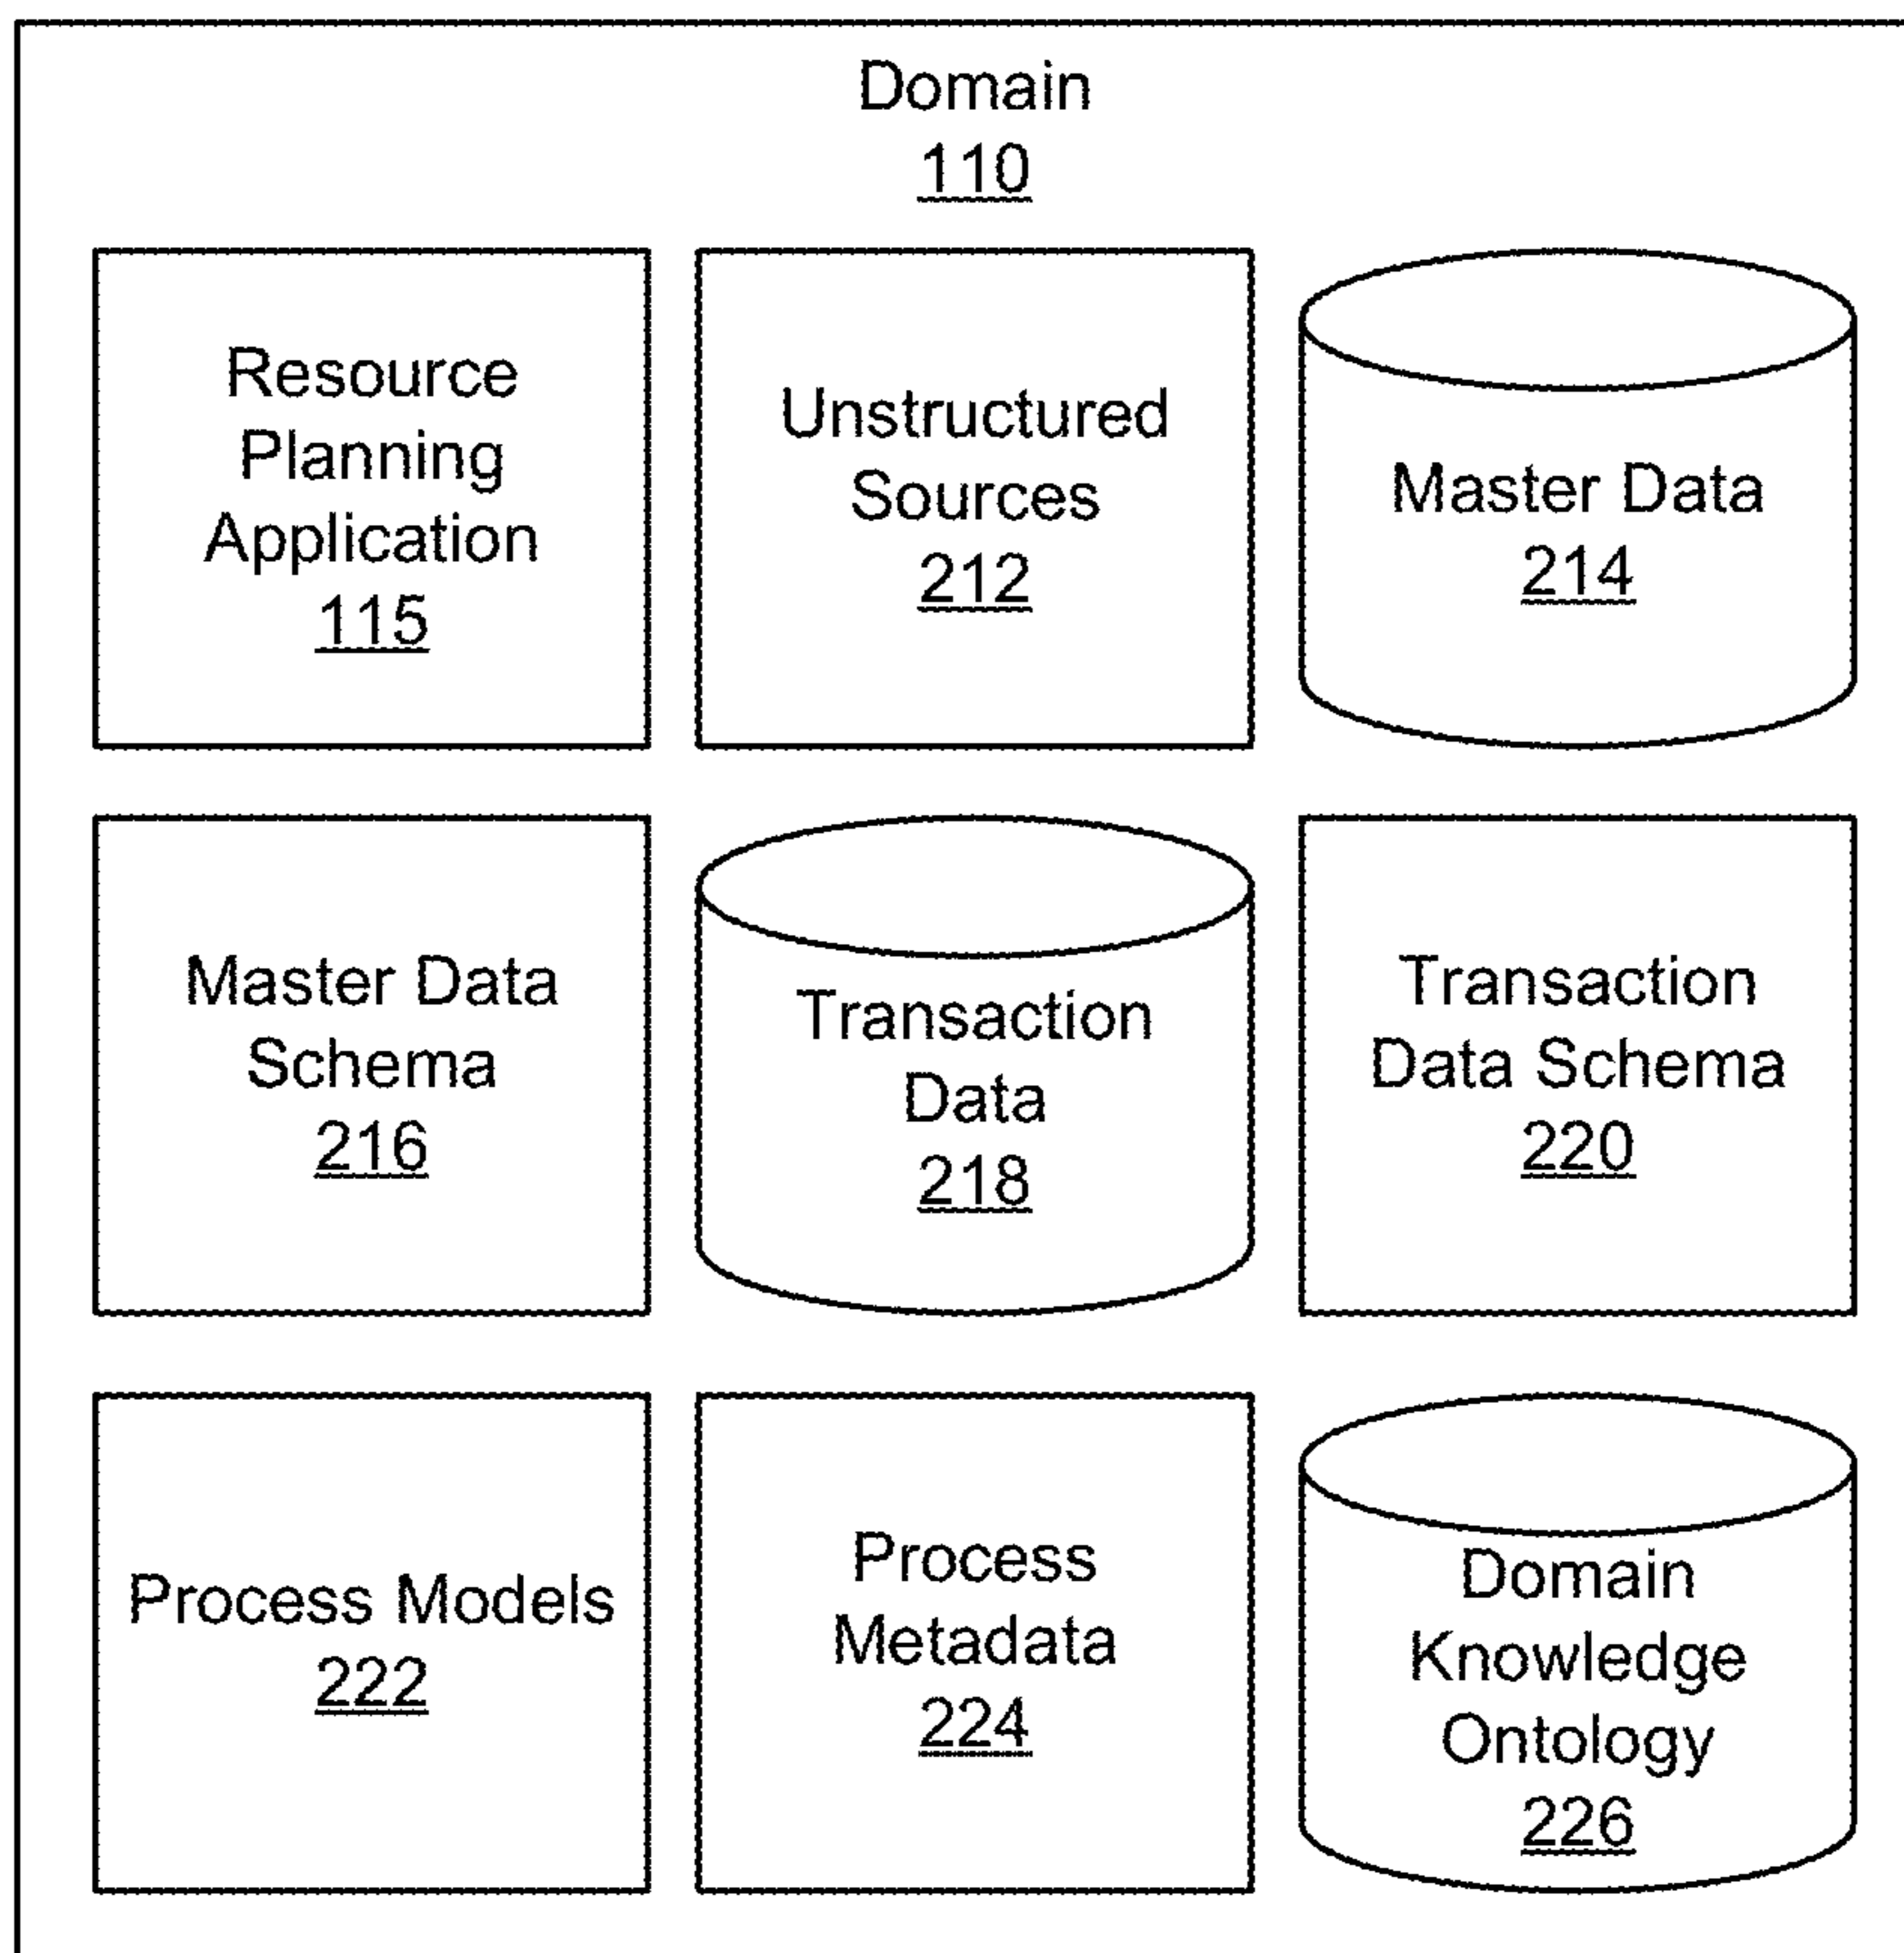 Domain
110
Resource
Planning
Application
115
Unstructured
Sources
212
Master Data
214
Master Data
Schema
216
Transaction
Data
218
Transaction
Data Schema
220
Process Models
222
Process
Metadata
224
Domain
Knowledge
Ontology
226